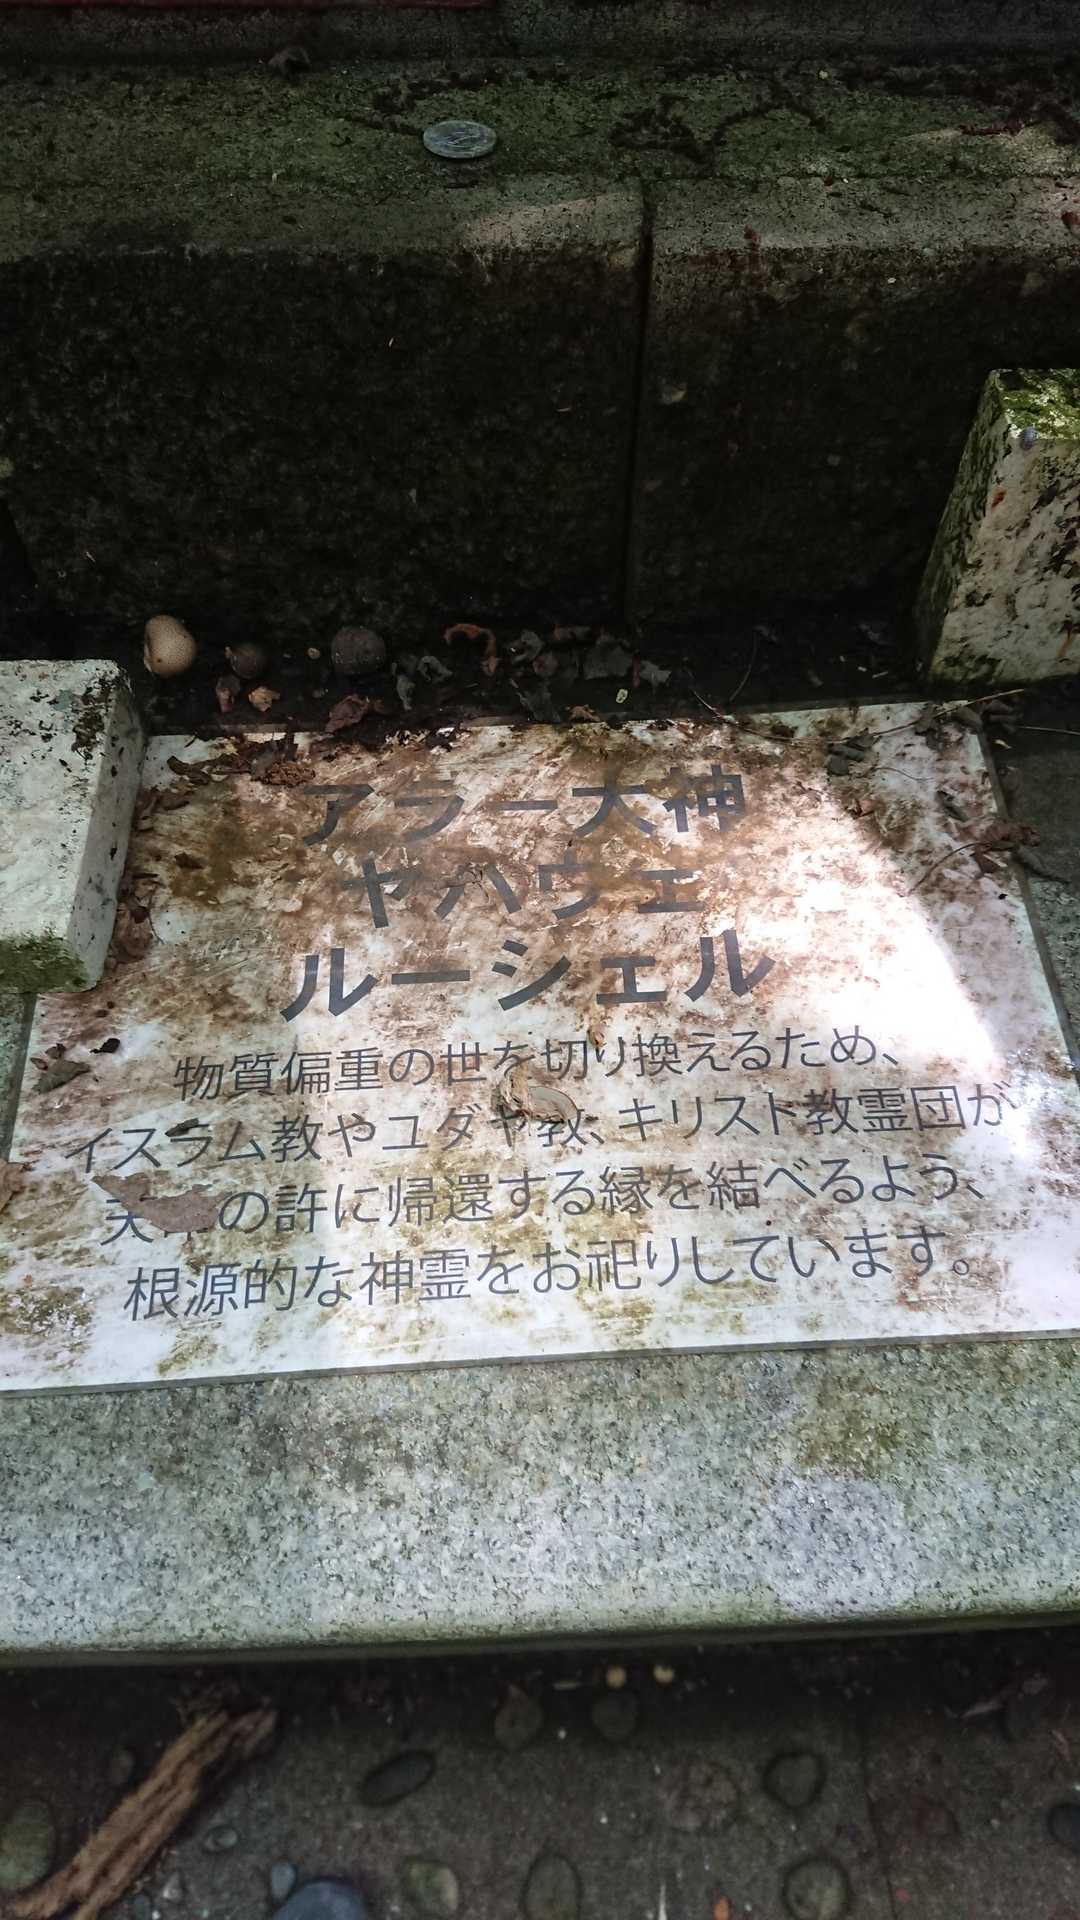 アラー大神
ヤハウェ
ルーシェル
物質偏重の世を切り換えるため、
イスラム教やユダヤ教、キリスト教霊団が
の許に帰還する縁を結べるよう、
根源的な神霊をお祀りしています。